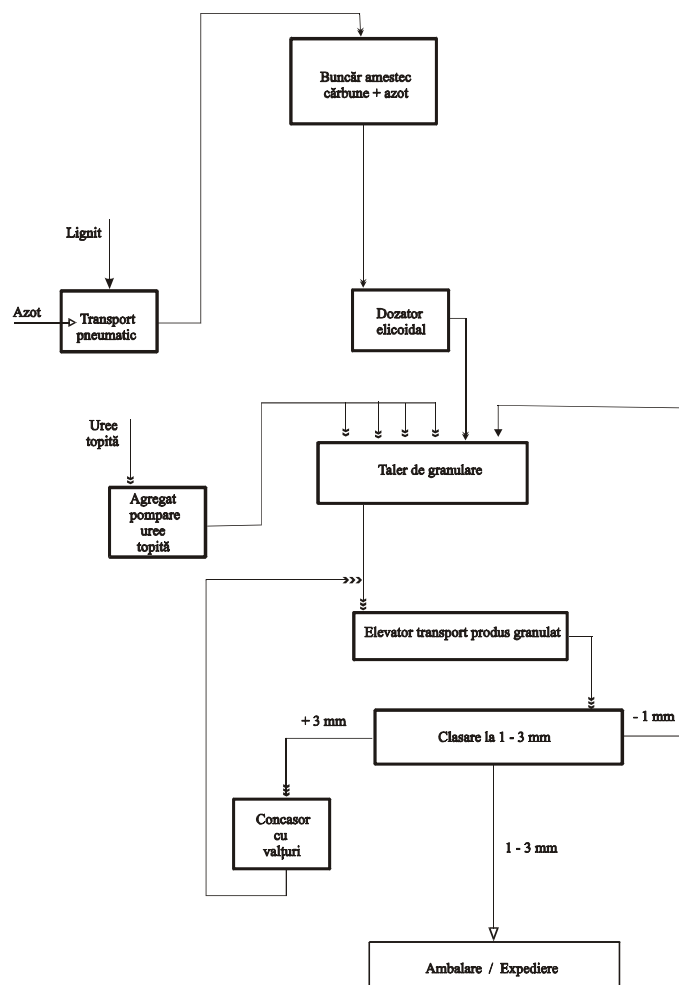 Buncăr amestec
cărbune + azot
Lignit
Azot
Transport
pneumatic
Dozator
elicoidal
Uree
topită
Taler de granulare
Agregat
pompare
uree
topită
Elevator transport produs granulat
+ 3 mm
- 1 mm
Clasare la 1 - 3 mm
Concasor
cu
valțuri
1 - 3 mm
Ambalare / Expediere